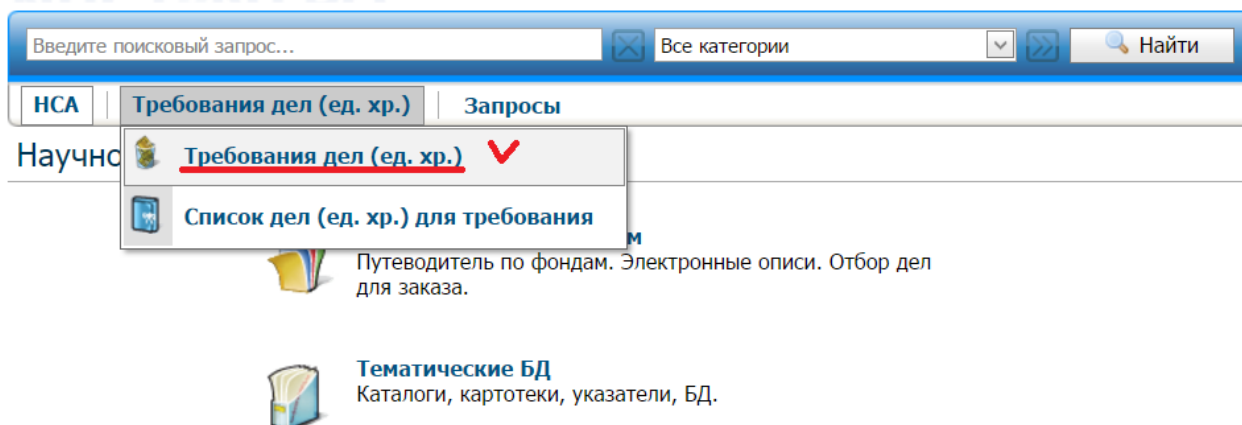 Введите поисковый запрос...
Все категории
Найти
НСА
Требования дел (ед. хр.)
Запросы
Научно
Требования дел (ед. хр.)
Список дел (ед. хр.) для требования
м
Путеводитель по фондам. Электронные описи. Отбор дел
для заказа.
Тематические БД
Каталоги, картотеки, указатели, БД.